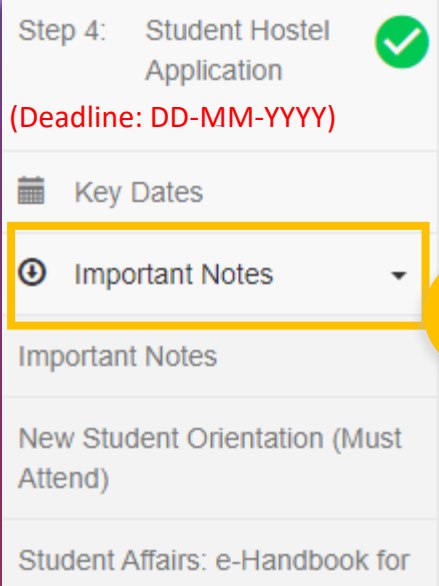 Step 4: Student Hostel
Application
(Deadline: DD-MM-YYYY)
Key Dates
Important Notes
Important Notes
New Student Orientation (Must
Attend)
Student Affairs: e-Handbook for